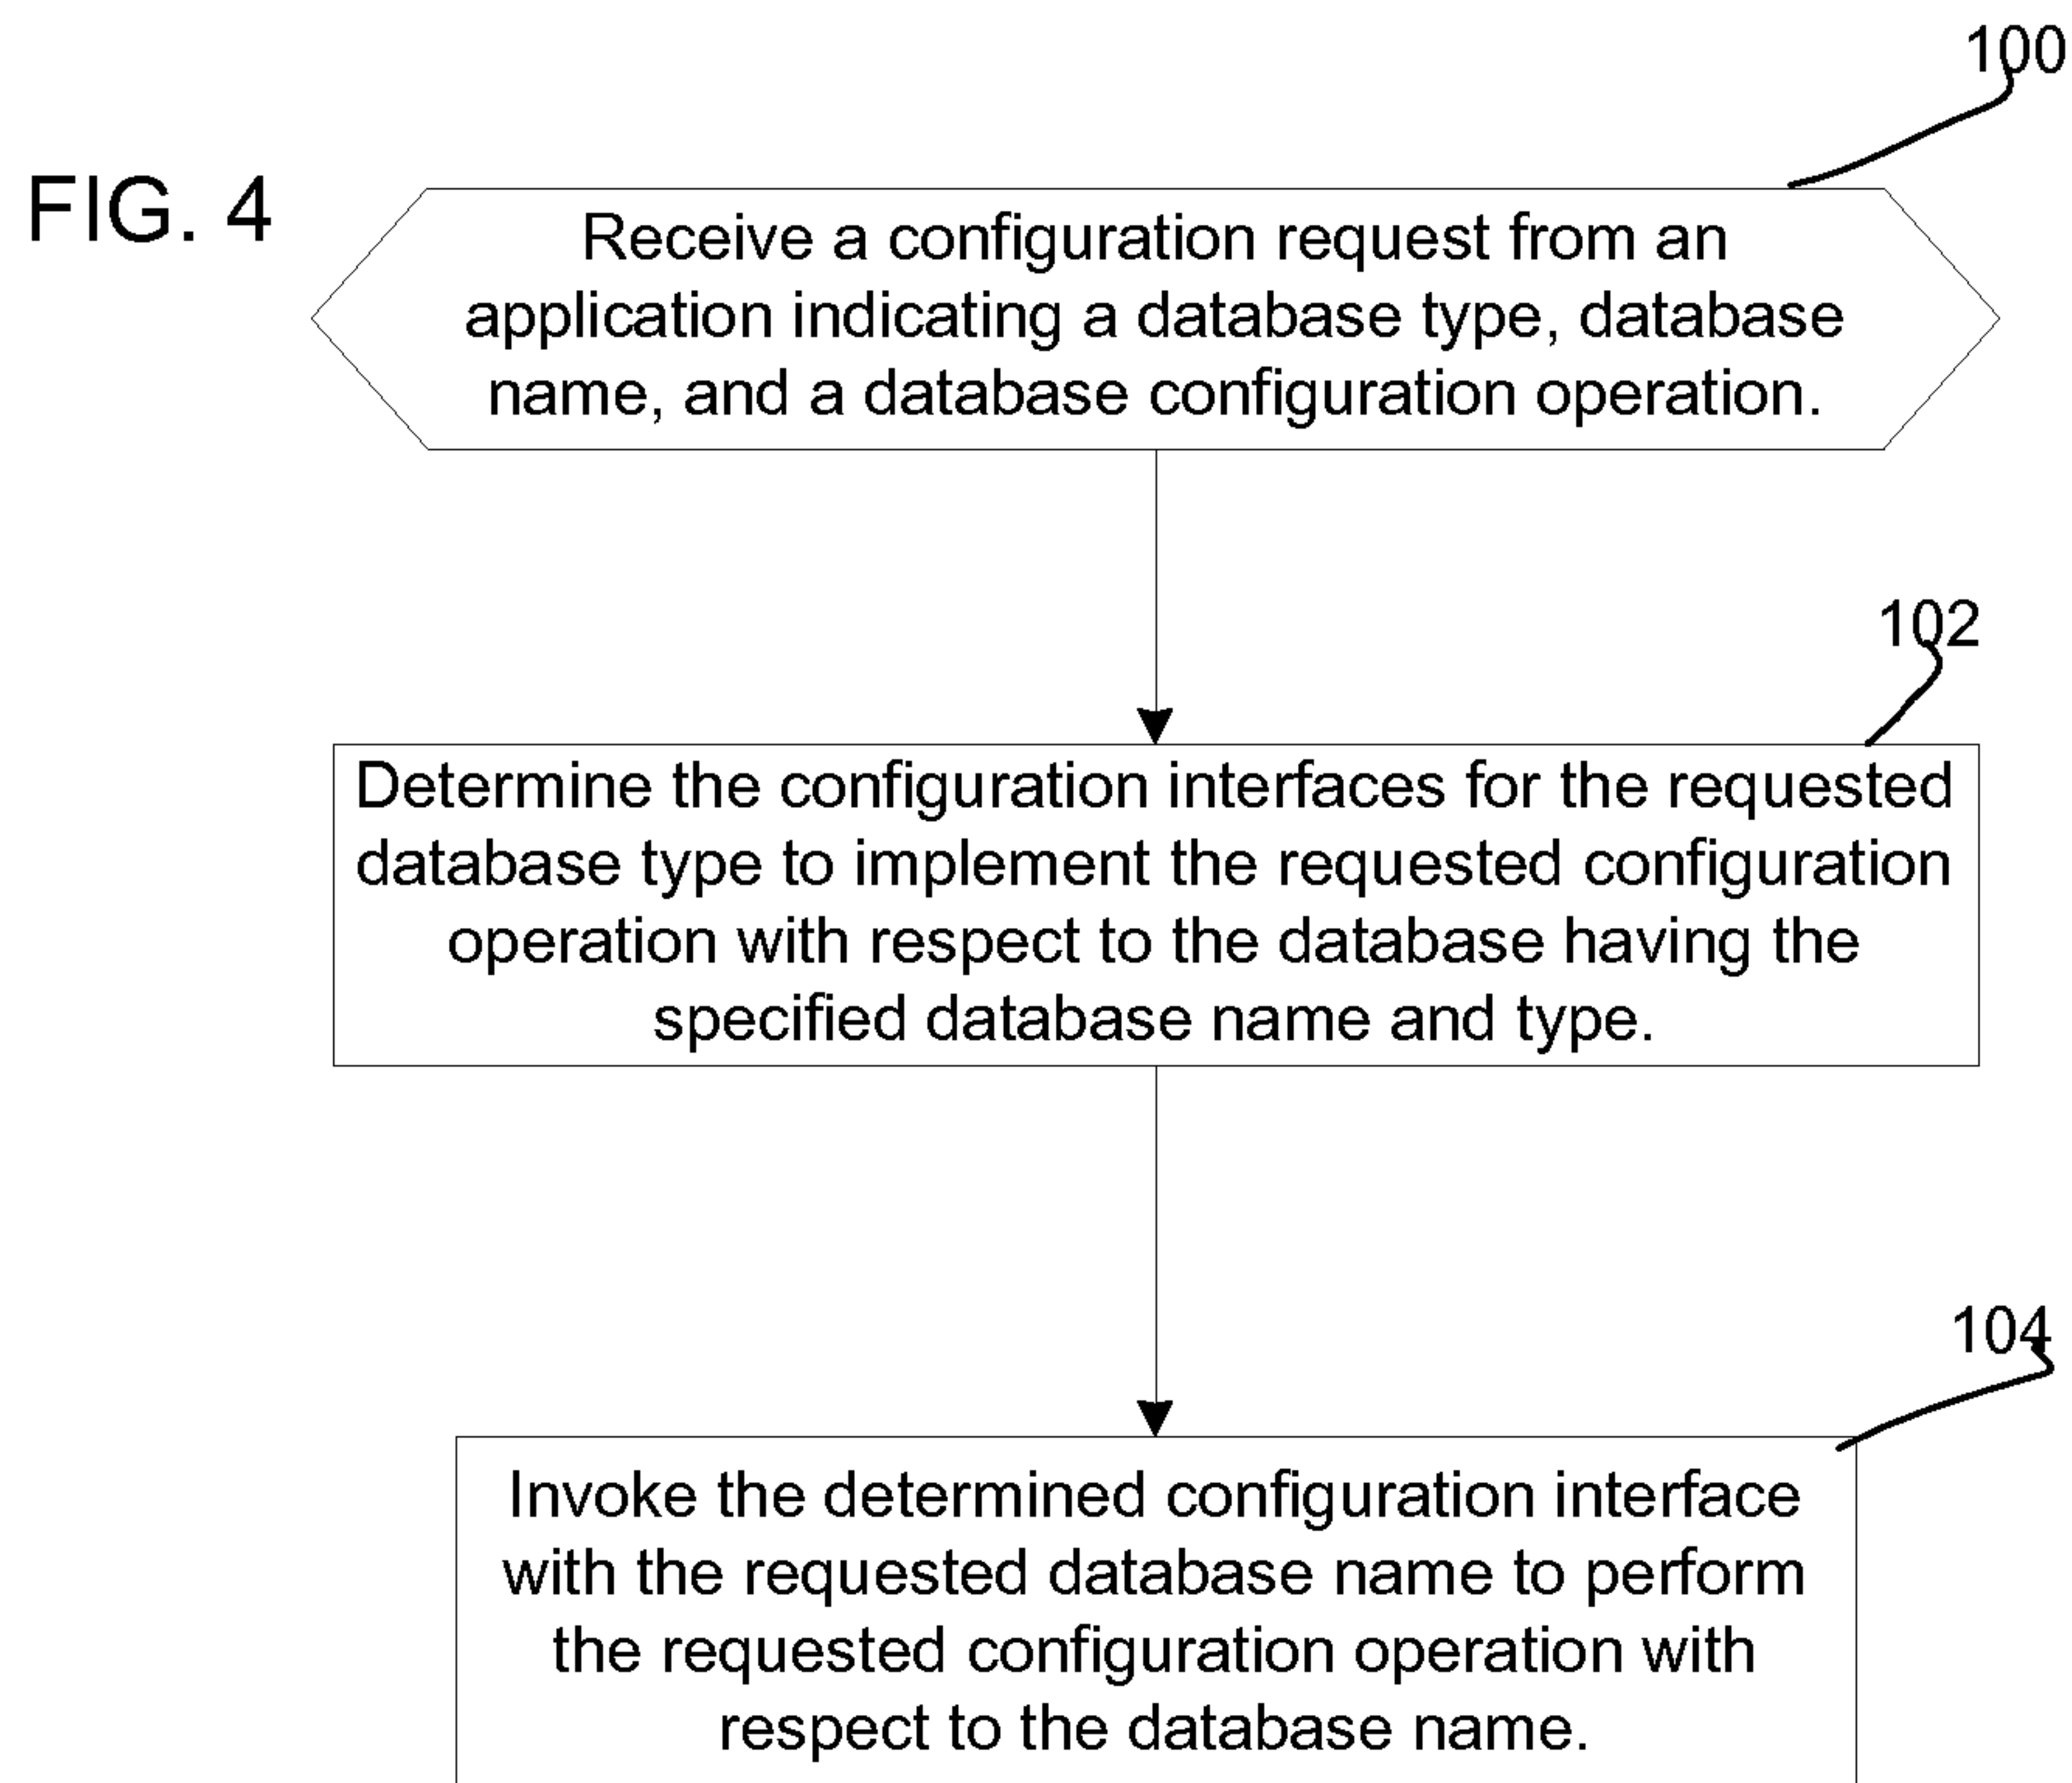 100
FIG. 4
Receive a configuration request from an
application indicating a database type, database
name, and a database configuration operation.
102
Determine the configuration interfaces for the requested
database type to implement the requested configuration
operation with respect to the database having the
specified database name and type.
104
Invoke the determined configuration interface
with the requested database name to perform
the requested configuration operation with
respect to the database name.